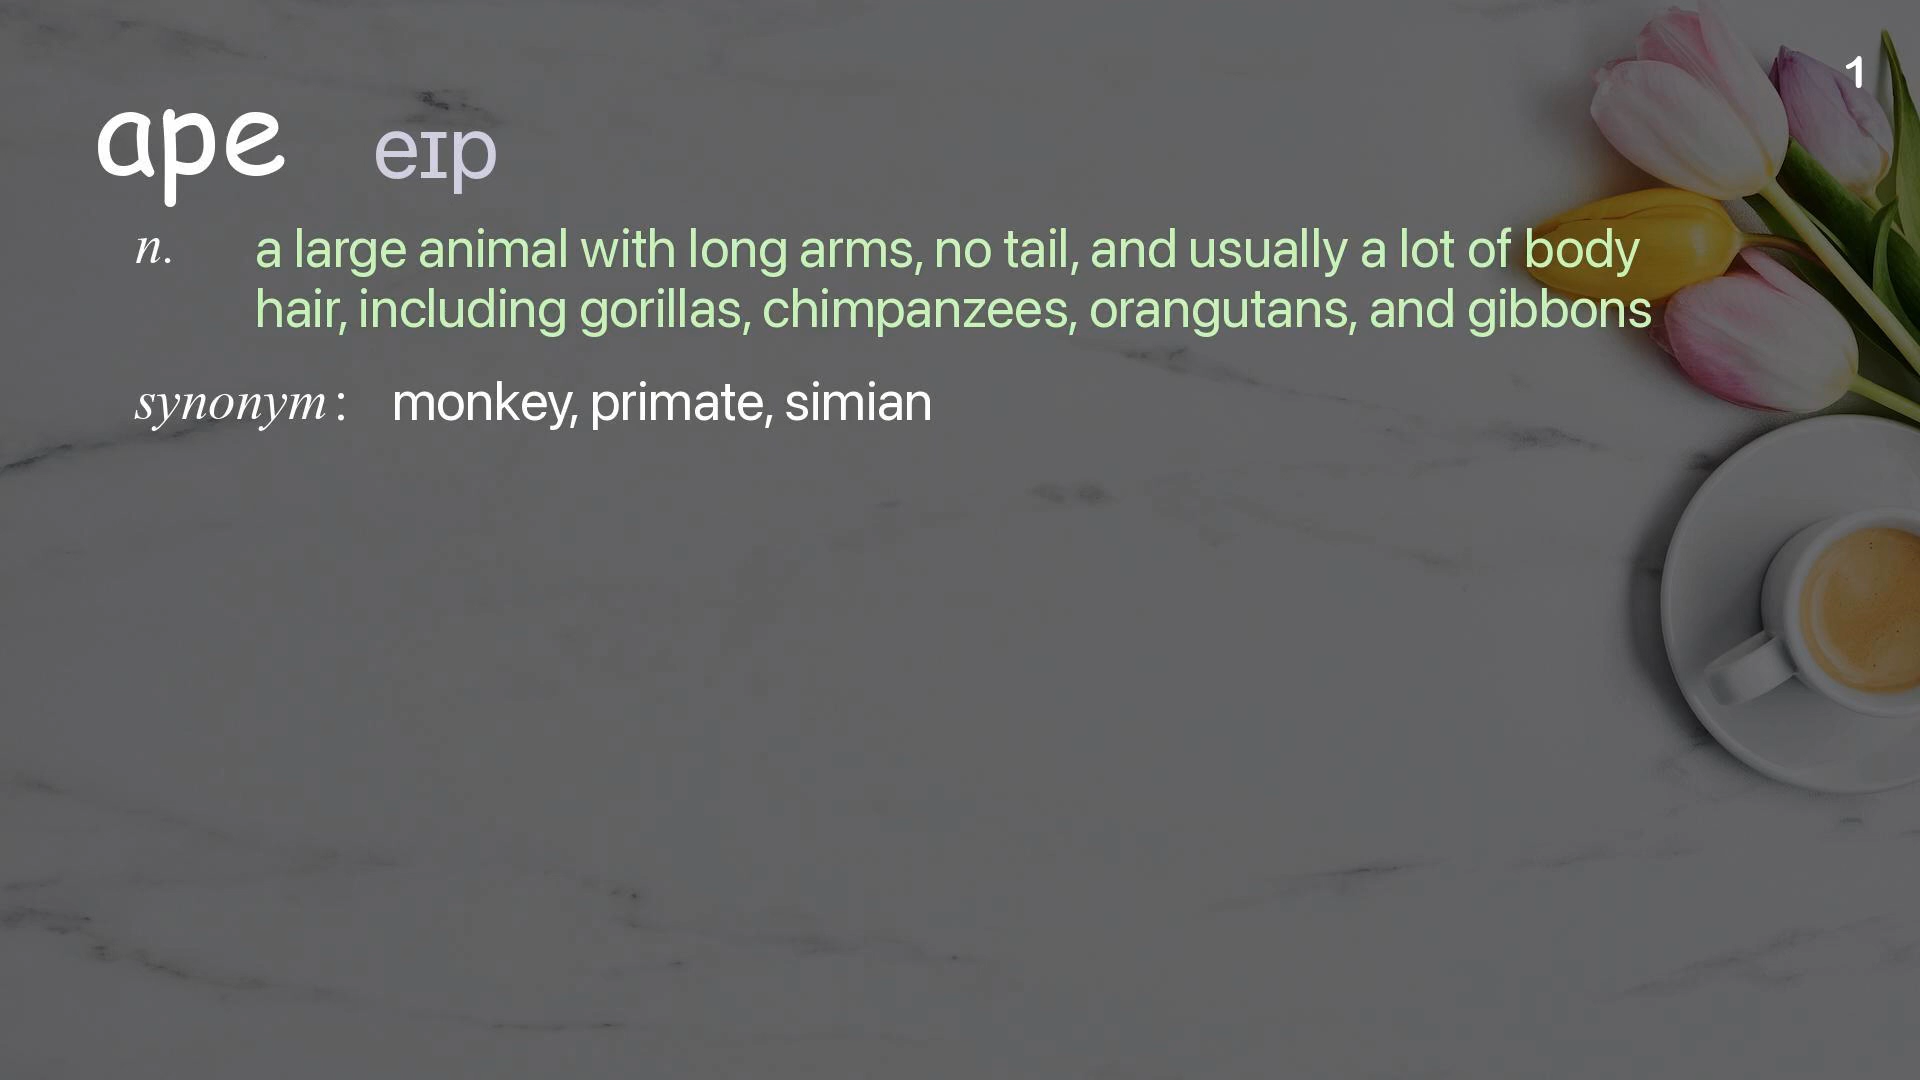 1
ape eɪp
n. a large animal with long arms, no tail, and usually a lot of body
hair, including gorillas, chimpanzees, orangutans, and gibbons
synonym: monkey, primate, simian